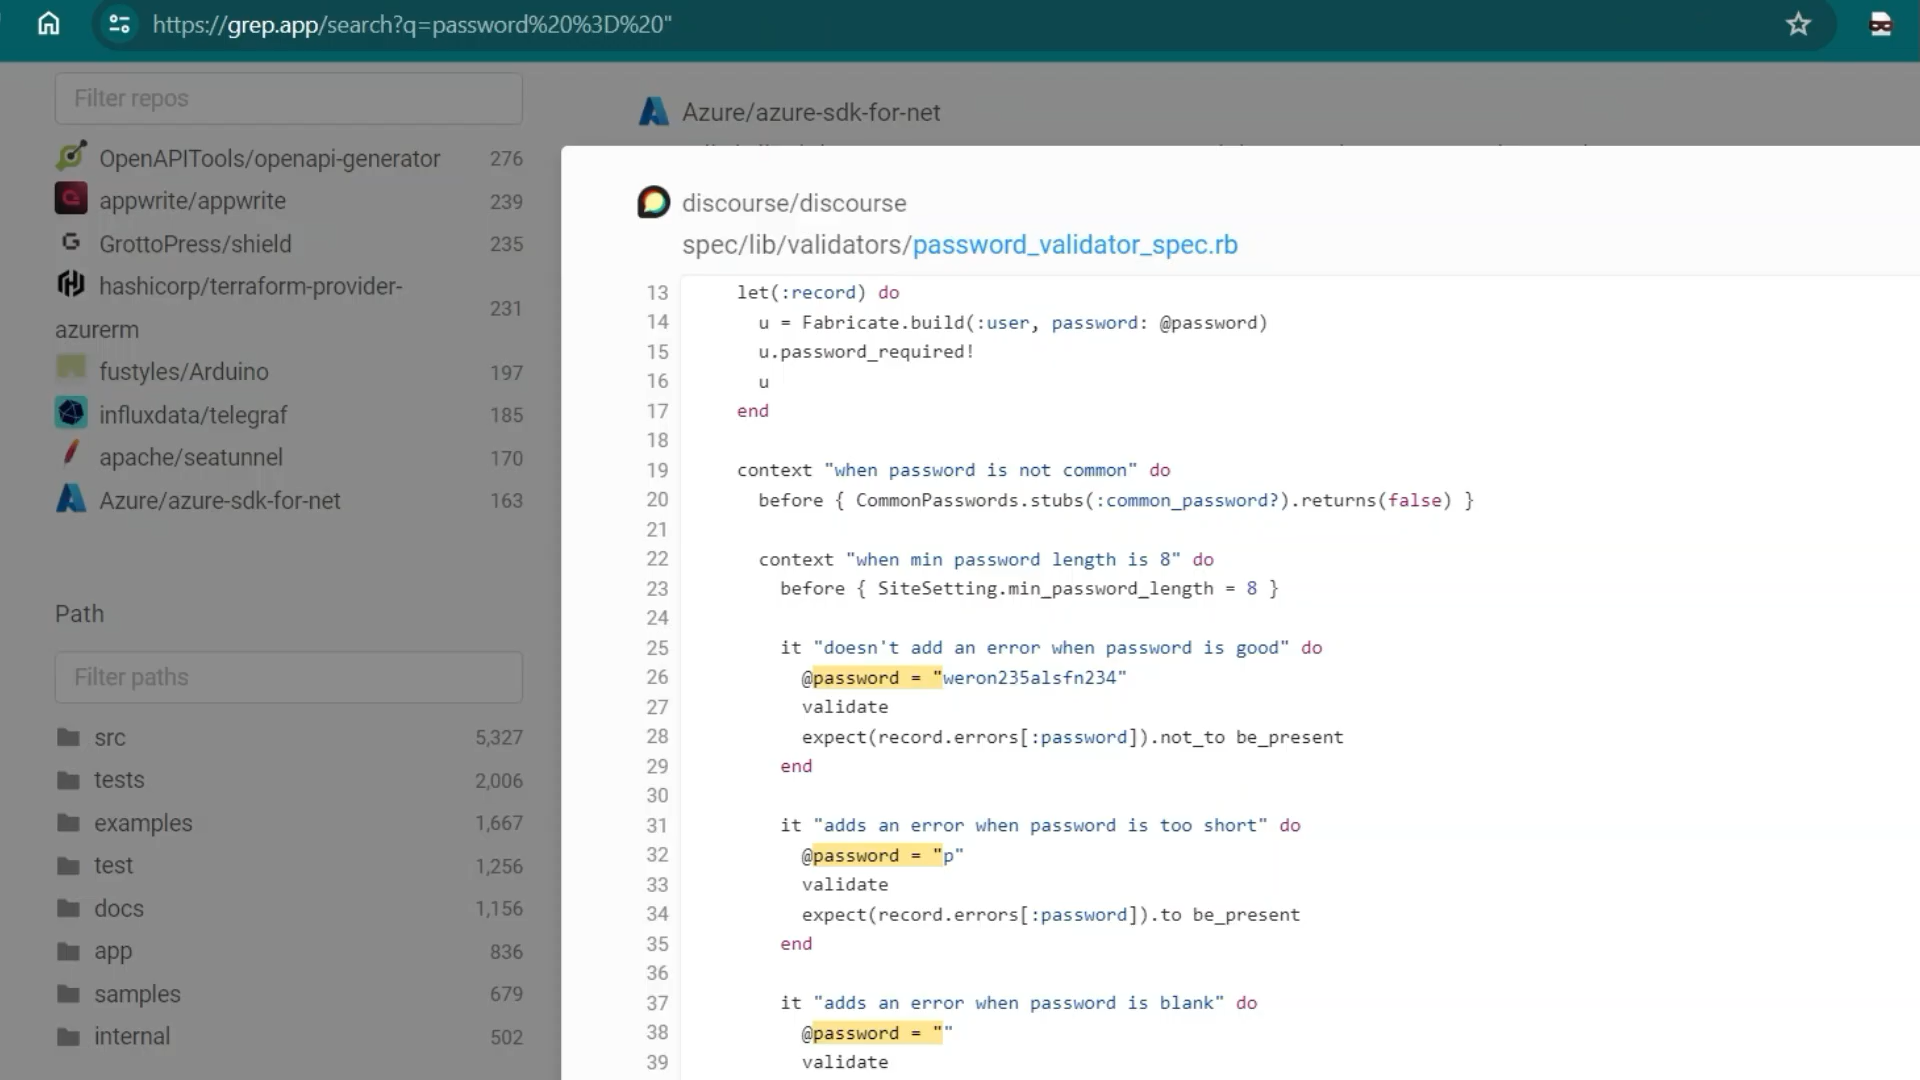 https://grep.app/search?q=password%20%3D%20"
Filter repos
OpenAPITools/openapi-generator 276
appwrite/appwrite 239
GrottoPress/shield 235
hashicorp/terraform-provider-
azurerm 231
fustyles/Arduino 197
influxdata/telegraf 185
apache/seatunnel 170
Azure/azure-sdk-for-net 163
Path
Filter paths
src 5,327
tests 2,006
examples 1,667
test 1,256
docs 1,156
app 836
samples 679
internal 502
Azure/azure-sdk-for-net
discourse/discourse
spec/lib/validators/password_validator_spec.rb
13 let(:record) do
14 u = Fabricate.build(:user, password: @password)
15 u.password_required!
16 u
17 end
18
19 context "when password is not common" do
20 before { CommonPasswords.stubs(:common_password?).returns(false) }
21
22 context "when min password length is 8" do
23 before { SiteSetting.min_password_length = 8 }
24
25 it "doesn't add an error when password is good" do
26 @password = "weron235alsfn234"
27 validate
28 expect(record.errors[:password]).not_to be_present
29 end
30
31 it "adds an error when password is too short" do
32 @password = "p"
33 validate
34 expect(record.errors[:password]).to be_present
35 end
36
37 it "adds an error when password is blank" do
38 @password = ""
39 validate